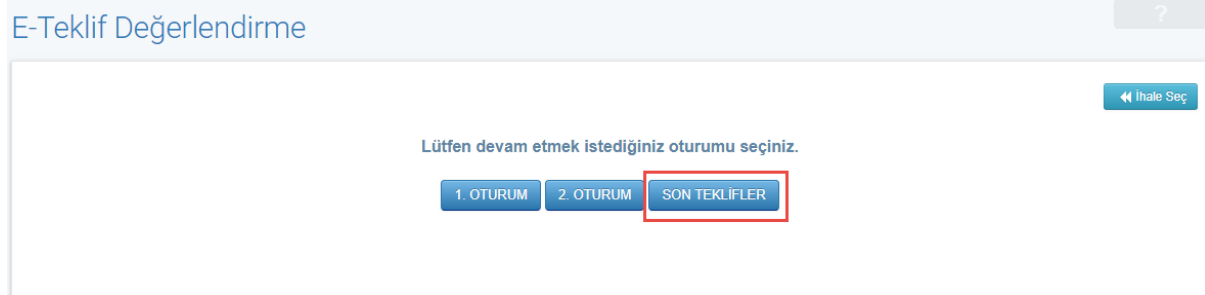 ?
E-Teklif Değerlendirme
İhale Seç
Lütfen devam etmek istediğiniz oturumu seçiniz.
1. OTURUM 2. OTURUM SON TEKLİFLER